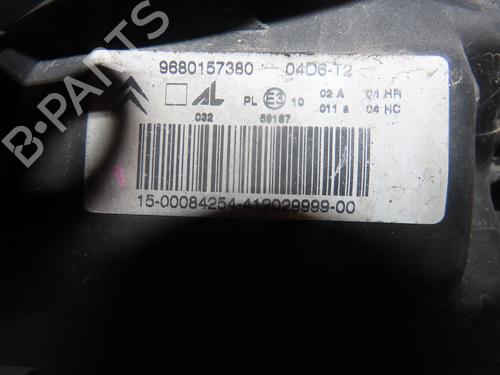 9680157380 04D6-T2
AL PL E3 10 02 A 04 HR
011 a 04 HC
032 59187
15-00084254-412029999-00
B-PARTS